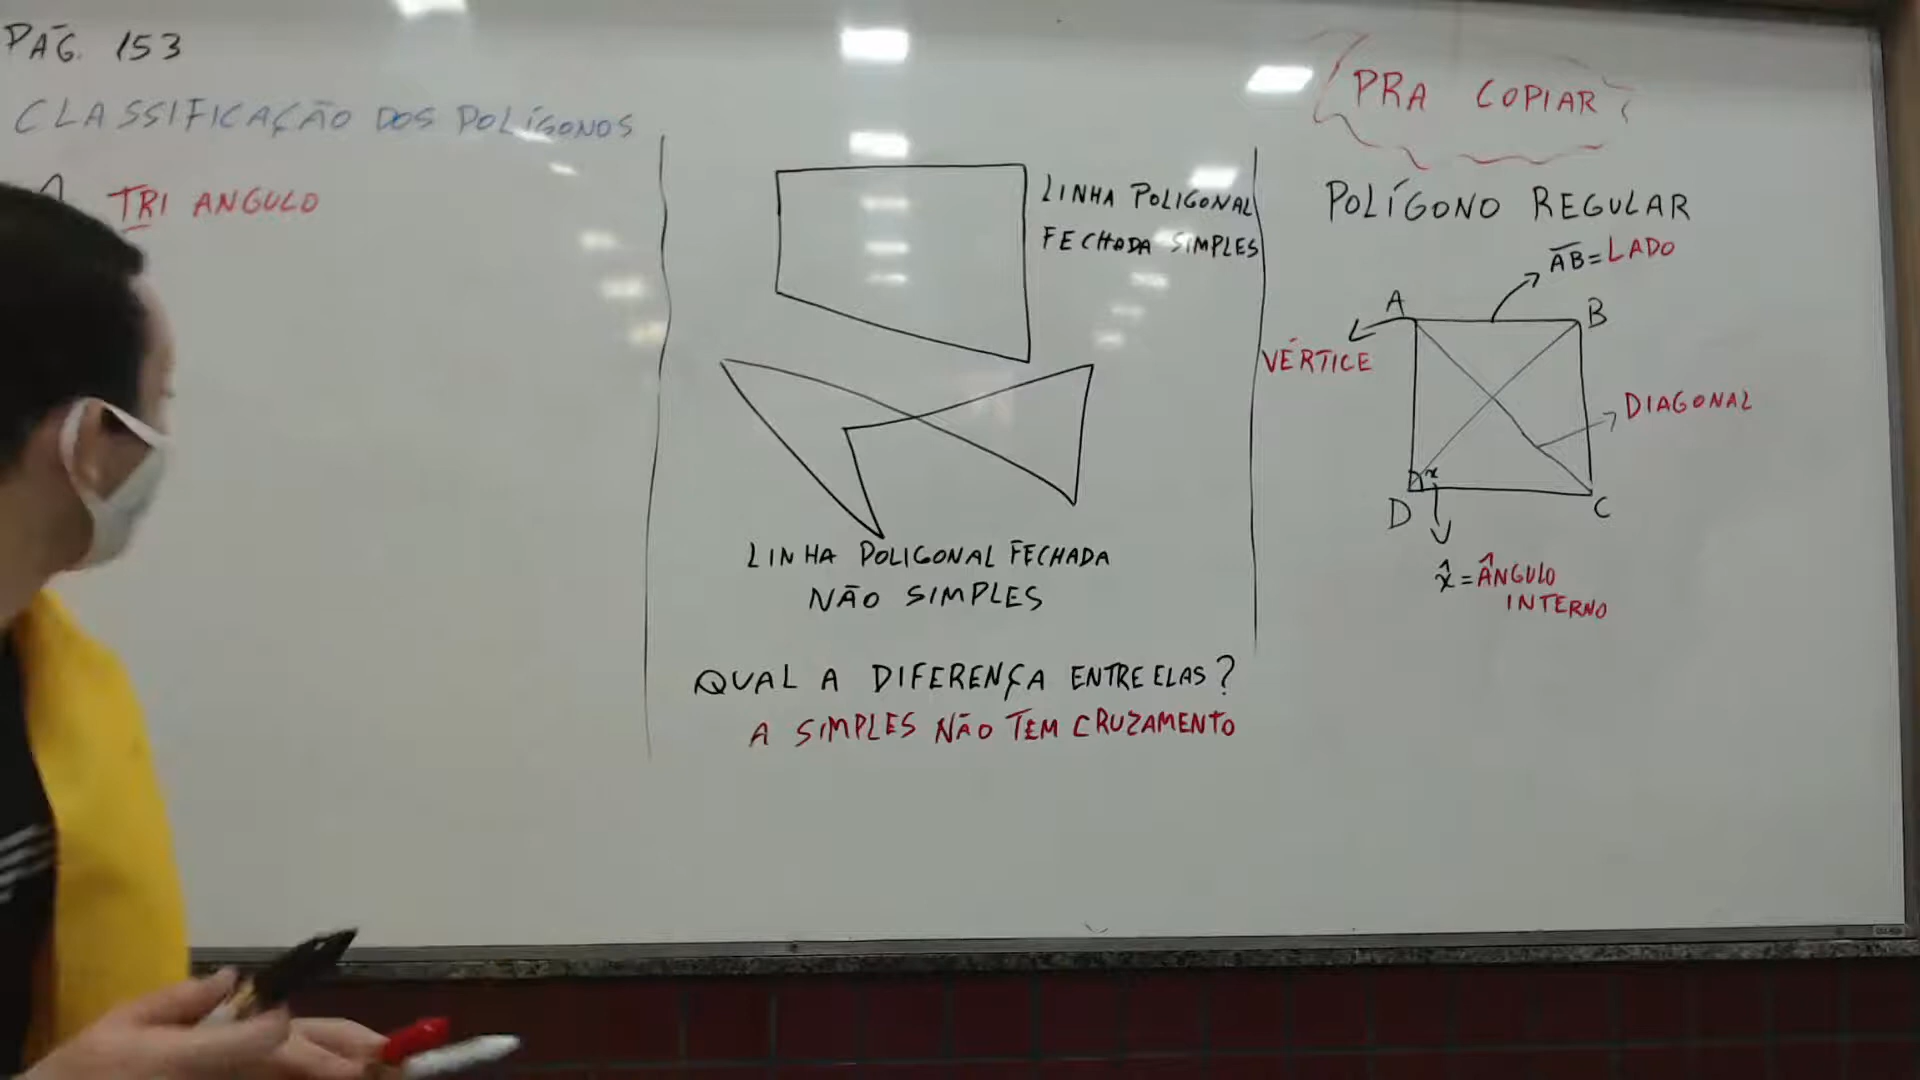 PÁG. 153
CLASSIFICAÇÃO DOS POLÍGONOS
TRI ANGULO
LINHA POLIGONAL
FECHADA SIMPLES
LINHA POLIGONAL FECHADA
NÃO SIMPLES
QUAL A DIFERENÇA ENTRE ELAS?
A SIMPLES NÃO TEM CRUZAMENTO
PRA COPIAR
POLÍGONO REGULAR
AB = LADO
A
B
VÉRTICE
DIAGONAL
x
D
C
x̂ = ÂNGULO
INTERNO